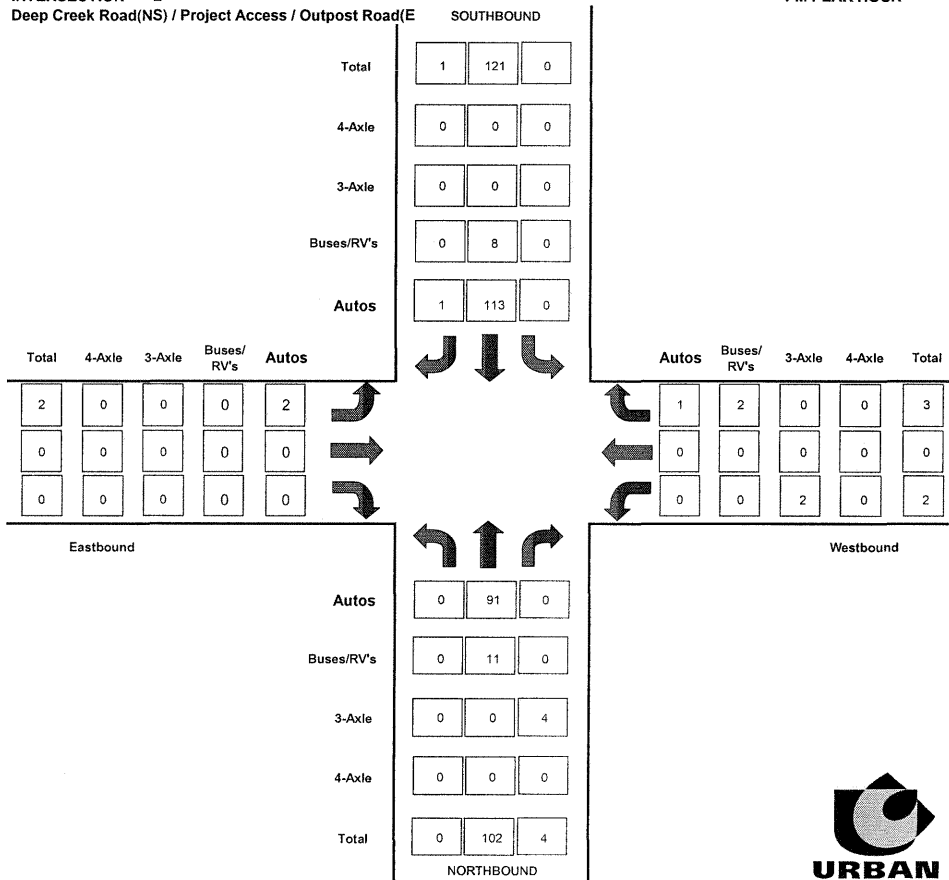 Deep Creek Road(NS) / Project Access / Outpost Road(E
SOUTHBOUND
Total 1 121 0
4-Axle 0 0 0
3-Axle 0 0 0
Buses/RV's 0 8 0
Autos 1 113 0
Total 4-Axle 3-Axle Buses/RV's Autos
2 0 0 0 2
0 0 0 0 0
0 0 0 0 0
Eastbound
Autos Buses/RV's 3-Axle 4-Axle Total
1 2 0 0 3
0 0 0 0 0
0 0 2 0 2
Westbound
Autos 0 91 0
Buses/RV's 0 11 0
3-Axle 0 0 4
4-Axle 0 0 0
Total 0 102 4
NORTHBOUND
URBAN